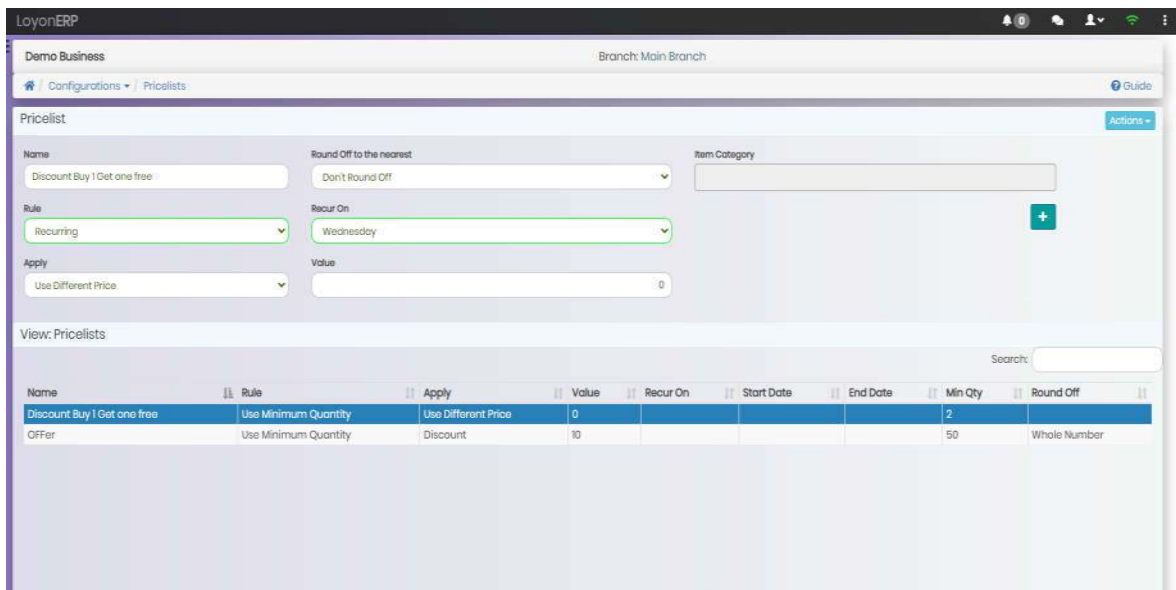 LoyonERP 0
Demo Business Branch: Main Branch
/ Configurations / Pricelists Guide
Pricelist Actions
Name Round Off to the nearest Item Category
Discount Buy 1 Get one free Don't Round Off
Rule Recur On
Recurring Wednesday +
Apply Value
Use Different Price 0
View: Pricelists
Search:
Name Rule Apply Value Recur On Start Date End Date Min Qty Round Off
Discount Buy 1 Get one free Use Minimum Quantity Use Different Price 0 2
OFFer Use Minimum Quantity Discount 10 50 Whole Number